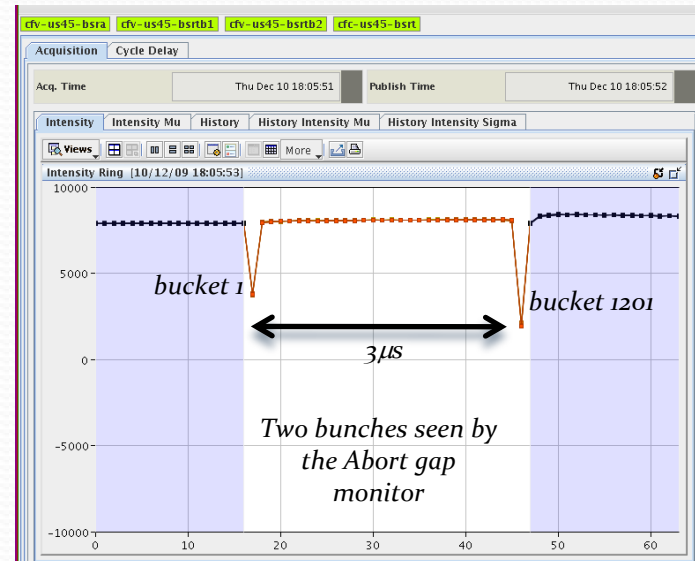 cfv-us45-bsra cfv-us45-bsrtb1 cfv-us45-bsrtb2 cfc-us45-bsrt
Acquisition Cycle Delay
Acq. Time Thu Dec 10 18:05:51 Publish Time Thu Dec 10 18:05:52
Intensity Intensity Mu History History Intensity Mu History Intensity Sigma
Views More
Intensity Ring [10/12/09 18:05:53]
10000
5000
bucket 1
bucket 1201
3μs
0
Two bunches seen by
the Abort gap
monitor
-5000
-10000
0 10 20 30 40 50 60